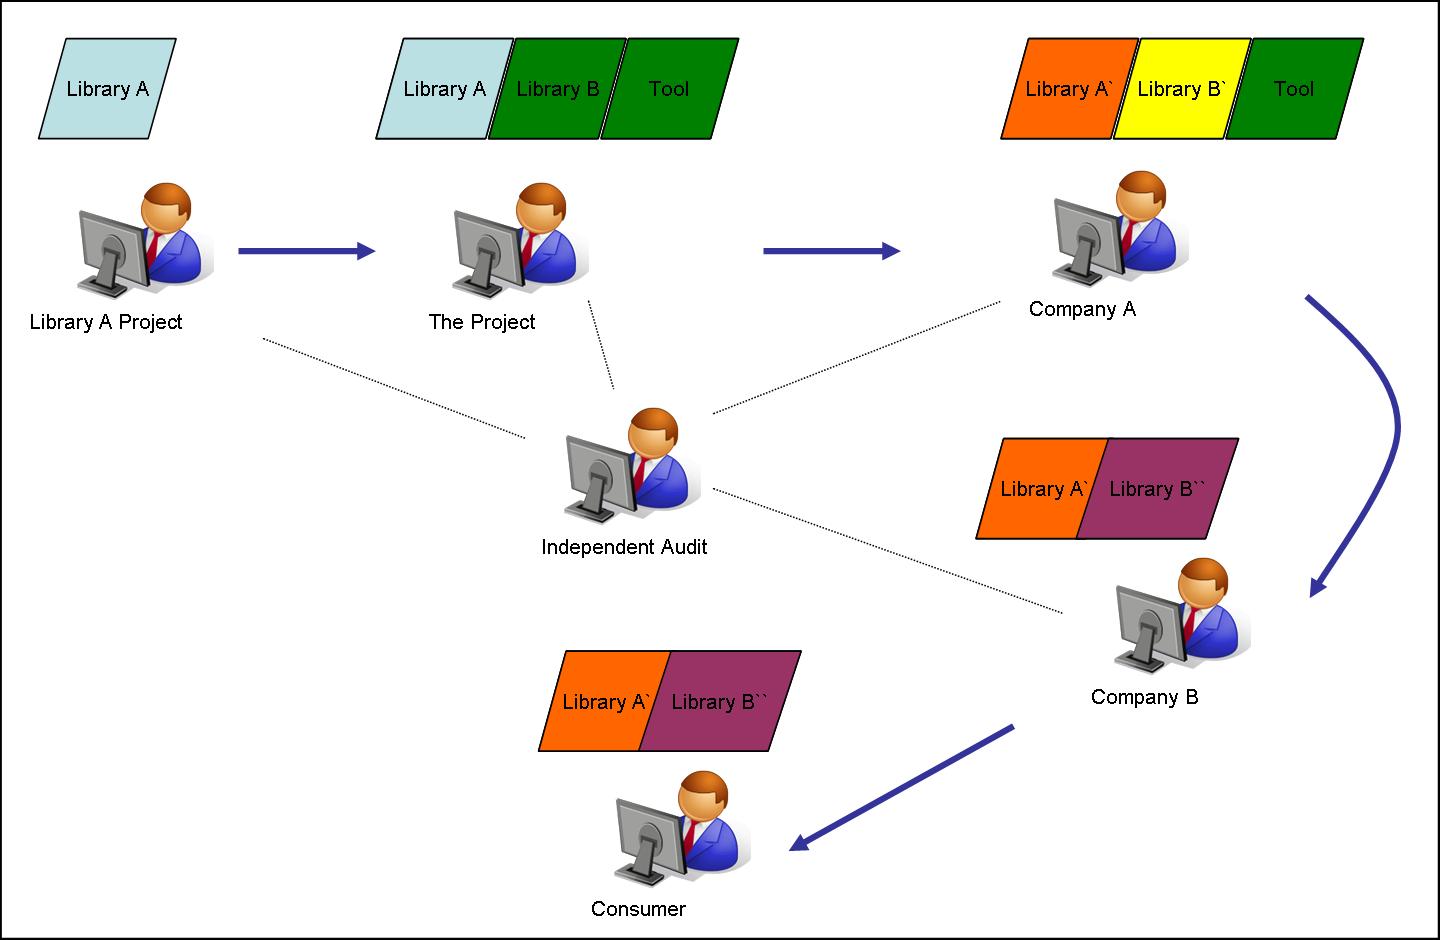 Library A
Library A
Library B
Tool
Library A`
Library B`
Tool
Library A Project
The Project
Company A
Library A`
Library B``
Independent Audit
Company B
Library A`
Library B``
Consumer